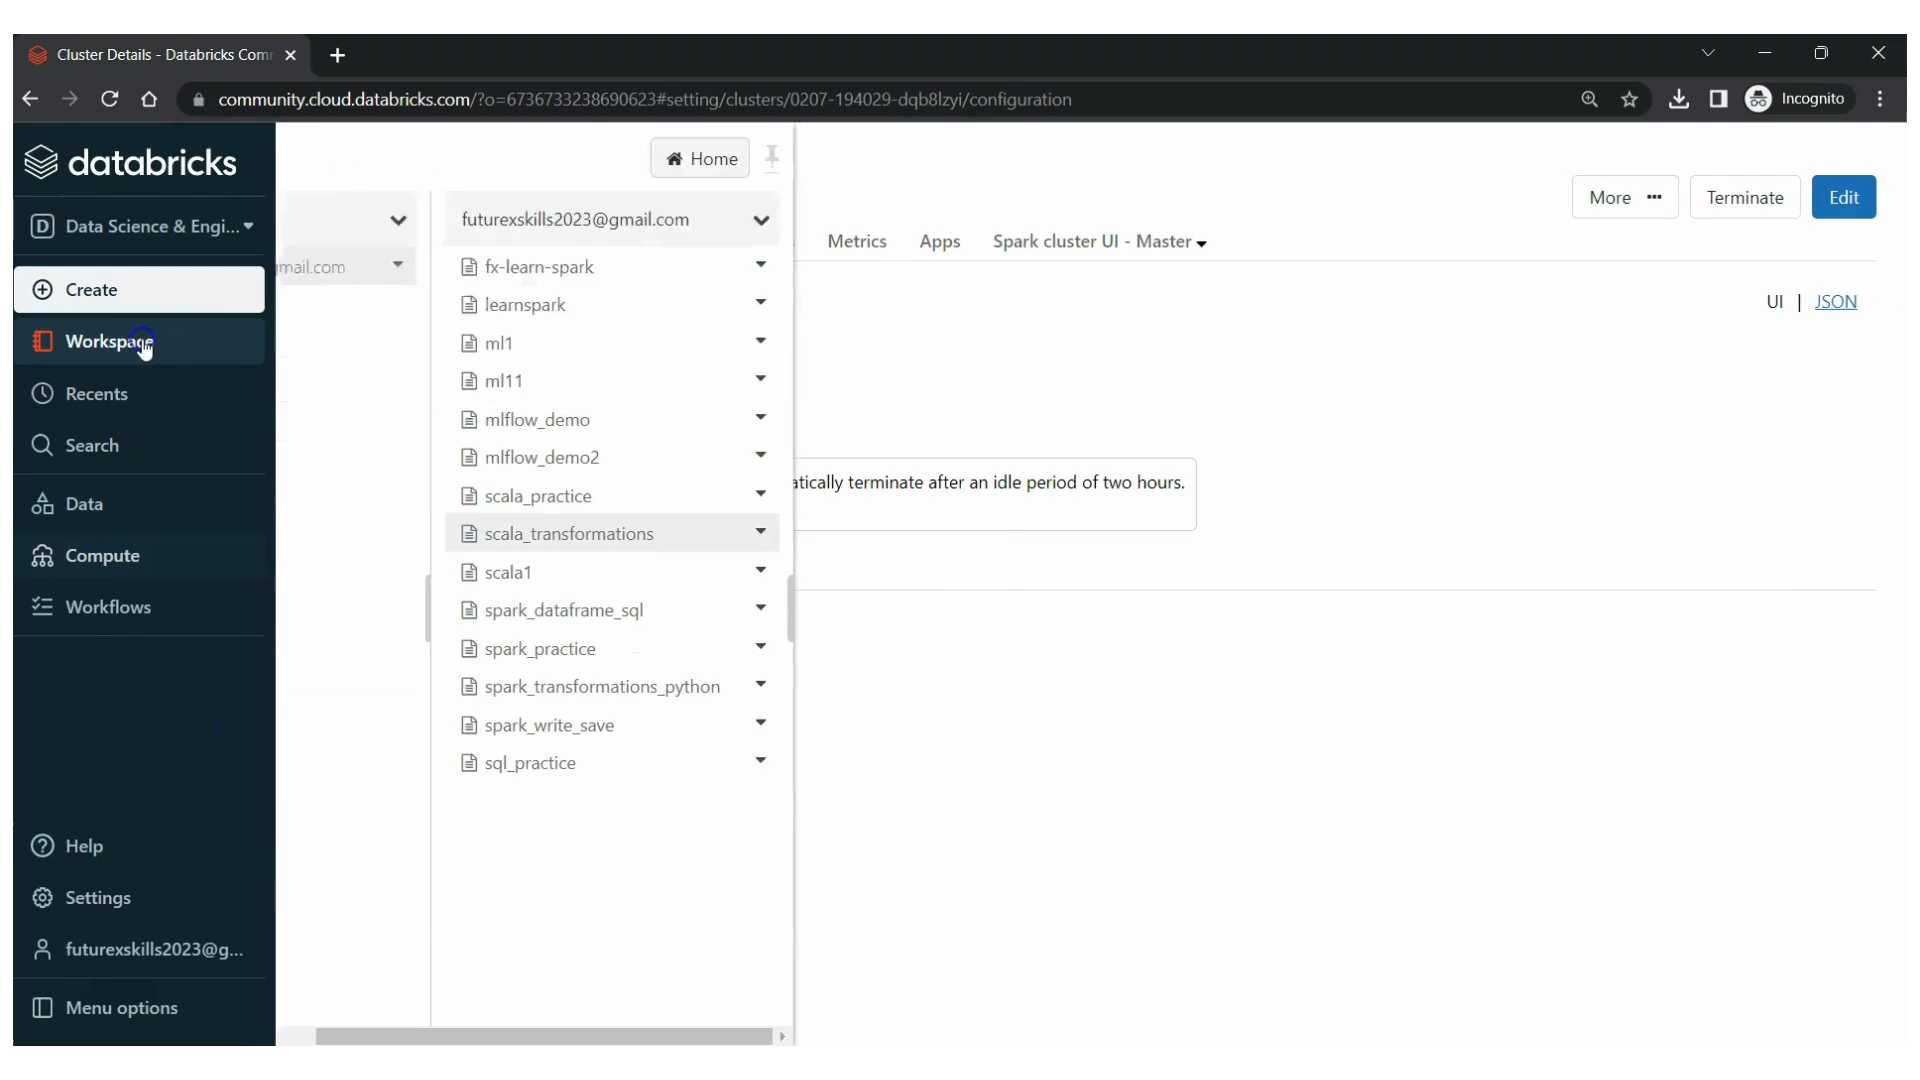 Cluster Details - Databricks Com
community.cloud.databricks.com/?o=6736733238690623#setting/clusters/0207-194029-dqb8lzyi/configuration
Incognito
databricks
D Data Science & Engi...
Create
Workspace
Recents
Search
Data
Compute
Workflows
Help
Settings
futurexskills2023@g...
Menu options
Home
mail.com
futurexskills2023@gmail.com
fx-learn-spark
learnspark
ml1
ml11
mlflow_demo
mlflow_demo2
scala_practice
scala_transformations
scala1
spark_dataframe_sql
spark_practice
spark_transformations_python
spark_write_save
sql_practice
More ••• Terminate Edit
Metrics Apps Spark cluster UI - Master
UI | JSON
atically terminate after an idle period of two hours.